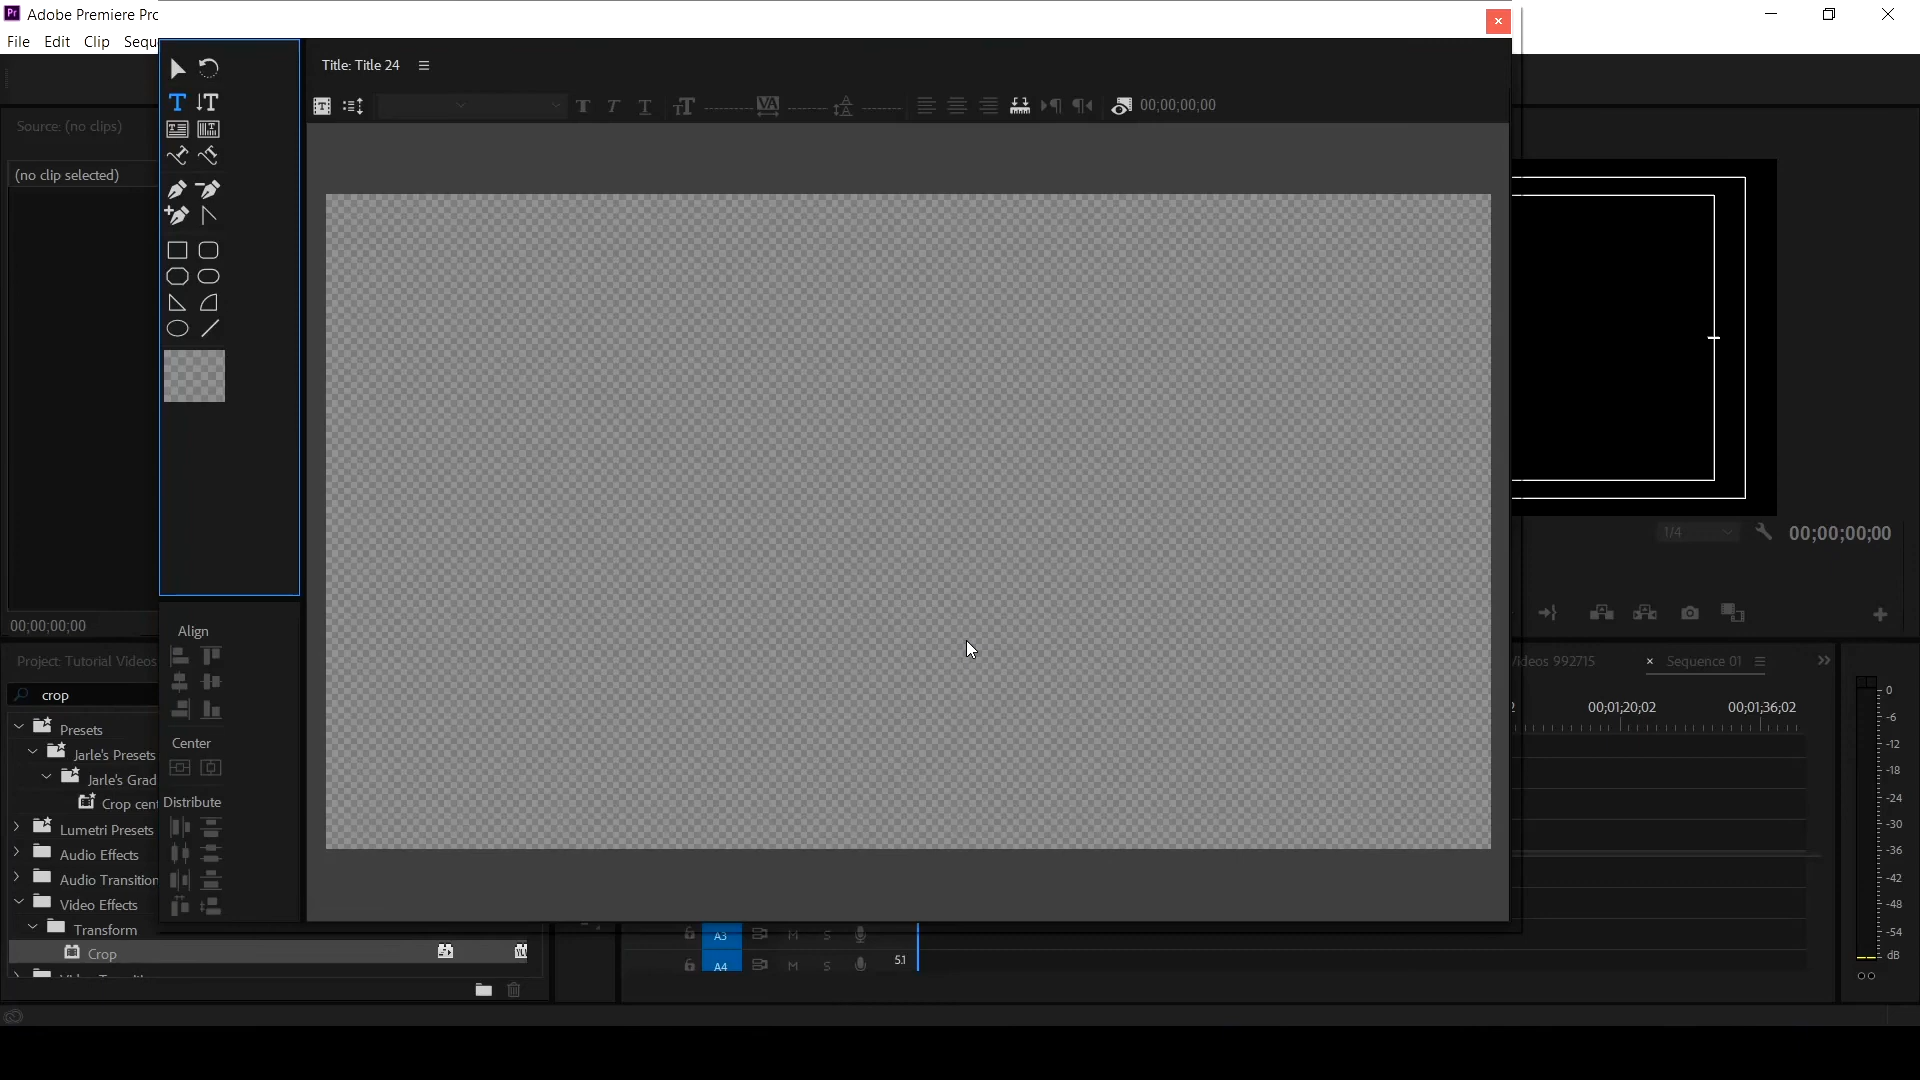 Pr Adobe Premiere Pro
File Edit Clip Sequ
Title: Title 24
00;00;00;00
Source: (no clips)
(no clip selected)
00;00;00;00
1/4
00;00;00;00
Align
Center
Distribute
Project: Tutorial Videos
crop
Presets
Jarle's Presets
Jarle's Grad
Crop cent
Lumetri Presets
Audio Effects
Audio Transition
Video Effects
Transform
Crop
Videos 992715
× Sequence 01
00;01;20;02
00;01;36;02
A3 M S
A4 M S 5.1
0
-6
-12
-18
-24
-30
-36
-42
-48
-54
dB